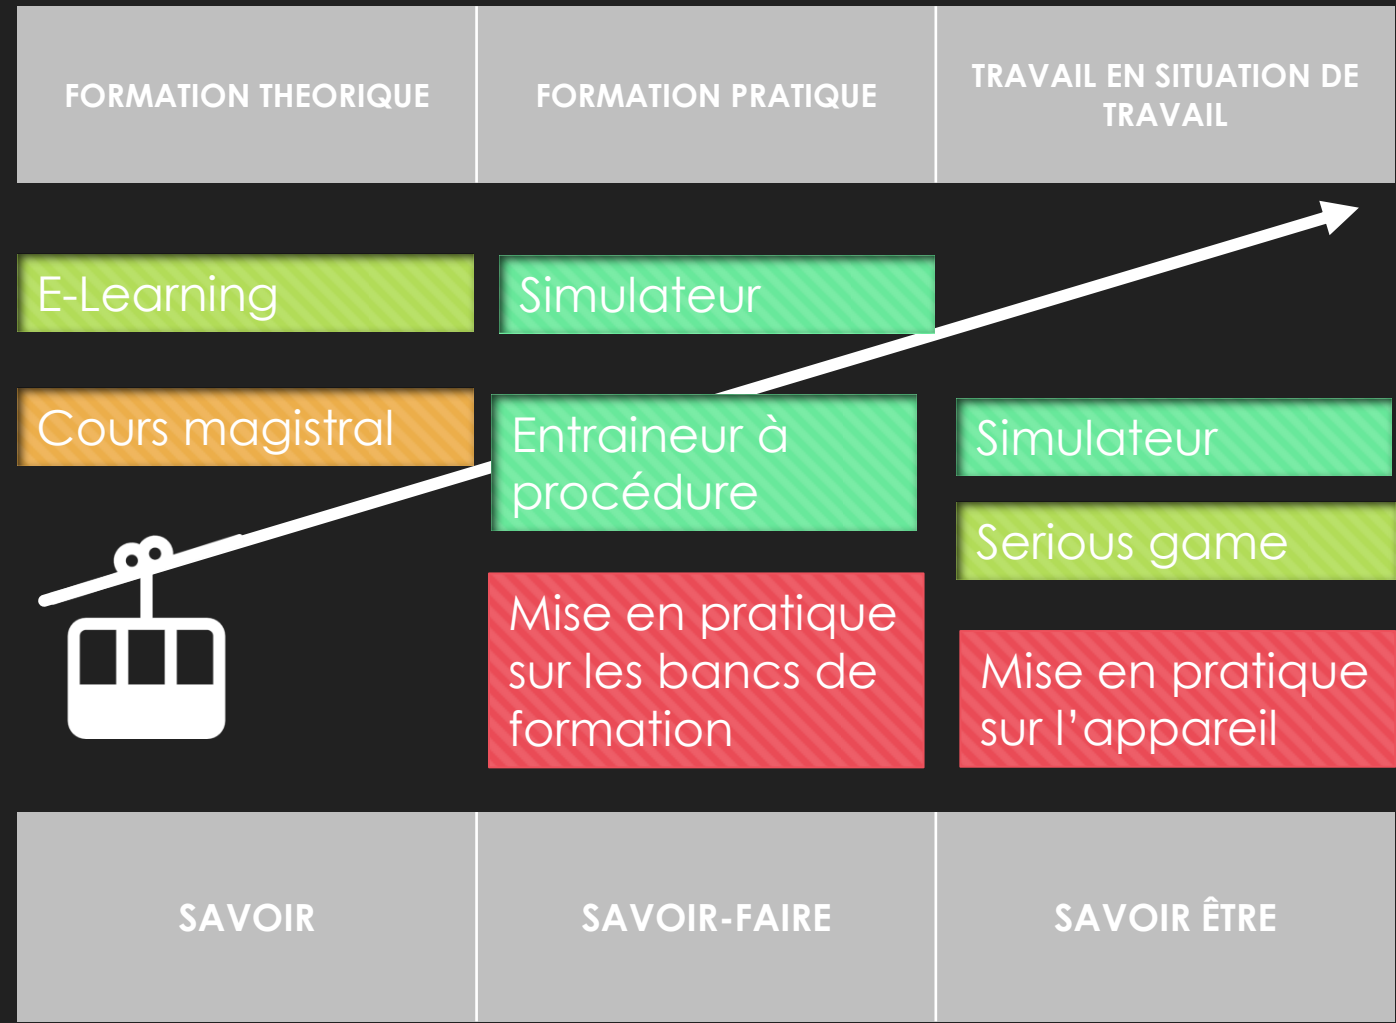 FORMATION THEORIQUE
FORMATION PRATIQUE
TRAVAIL EN SITUATION DE
TRAVAIL
E-Learning
Cours magistral
Simulateur
Entraineur à
procédure
Mise en pratique
sur les bancs de
formation
Simulateur
Serious game
Mise en pratique
sur l’appareil
SAVOIR
SAVOIR-FAIRE
SAVOIR ÊTRE